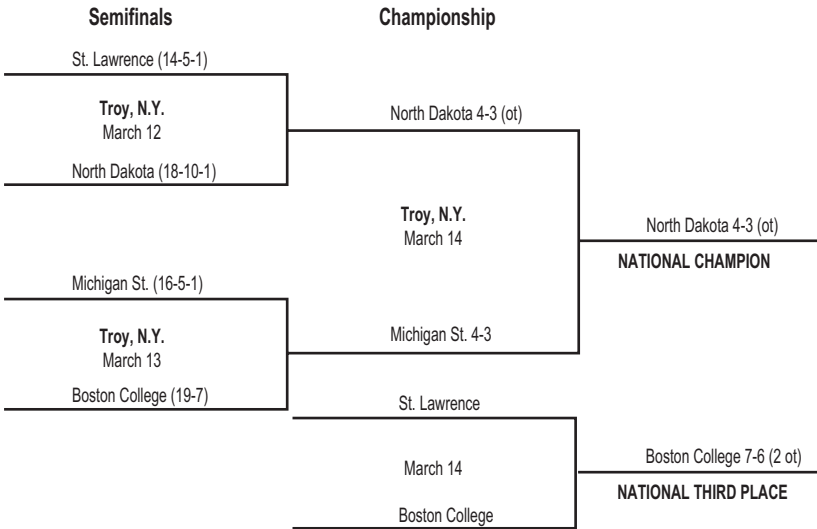 Semifinals
Championship
St. Lawrence (14-5-1)
Troy, N.Y.
March 12
North Dakota (18-10-1)
North Dakota 4-3 (ot)
Troy, N.Y.
March 14
North Dakota 4-3 (ot)
NATIONAL CHAMPION
Michigan St. (16-5-1)
Troy, N.Y.
March 13
Boston College (19-7)
Michigan St. 4-3
St. Lawrence
March 14
Boston College
Boston College 7-6 (2 ot)
NATIONAL THIRD PLACE